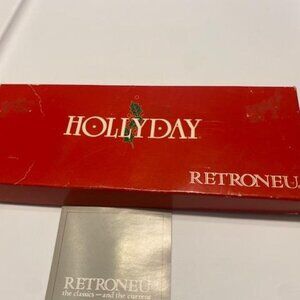 HOLLYDAY
RETRONEU
RETRONEU
the classics—and the current